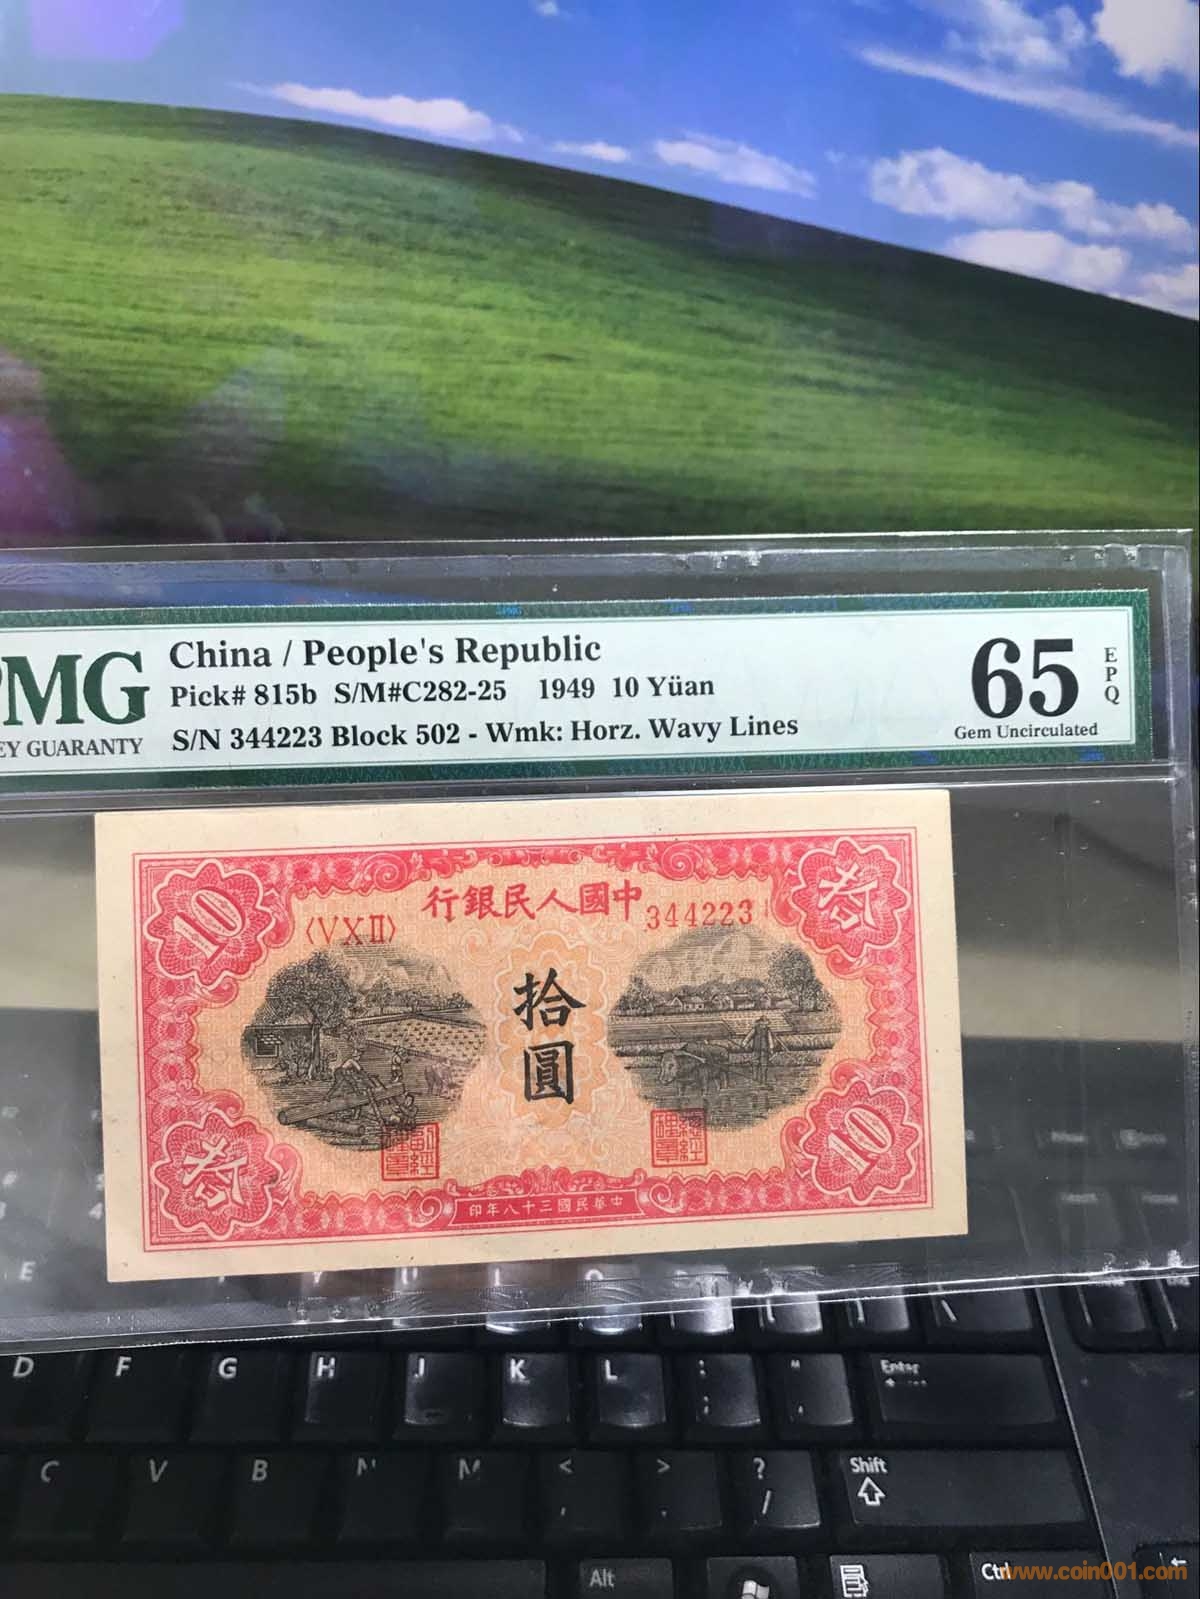 PMG
China / People's Republic
Pick# 815b S/M#C282-25 1949 10 Yüan
S/N 344223 Block 502 - Wmk: Horz. Wavy Lines
EY GUARANTY
65
EPQ
Gem Uncirculated
行銀民人國中
〈VXII〉
344223
10
拾
拾圓
拾
10
印年八十三國民華中
E
D F G H J K L : ; " ' Enter
C V B N M < , > . ? / Shift
Alt
Ctrl
www.coin001.com